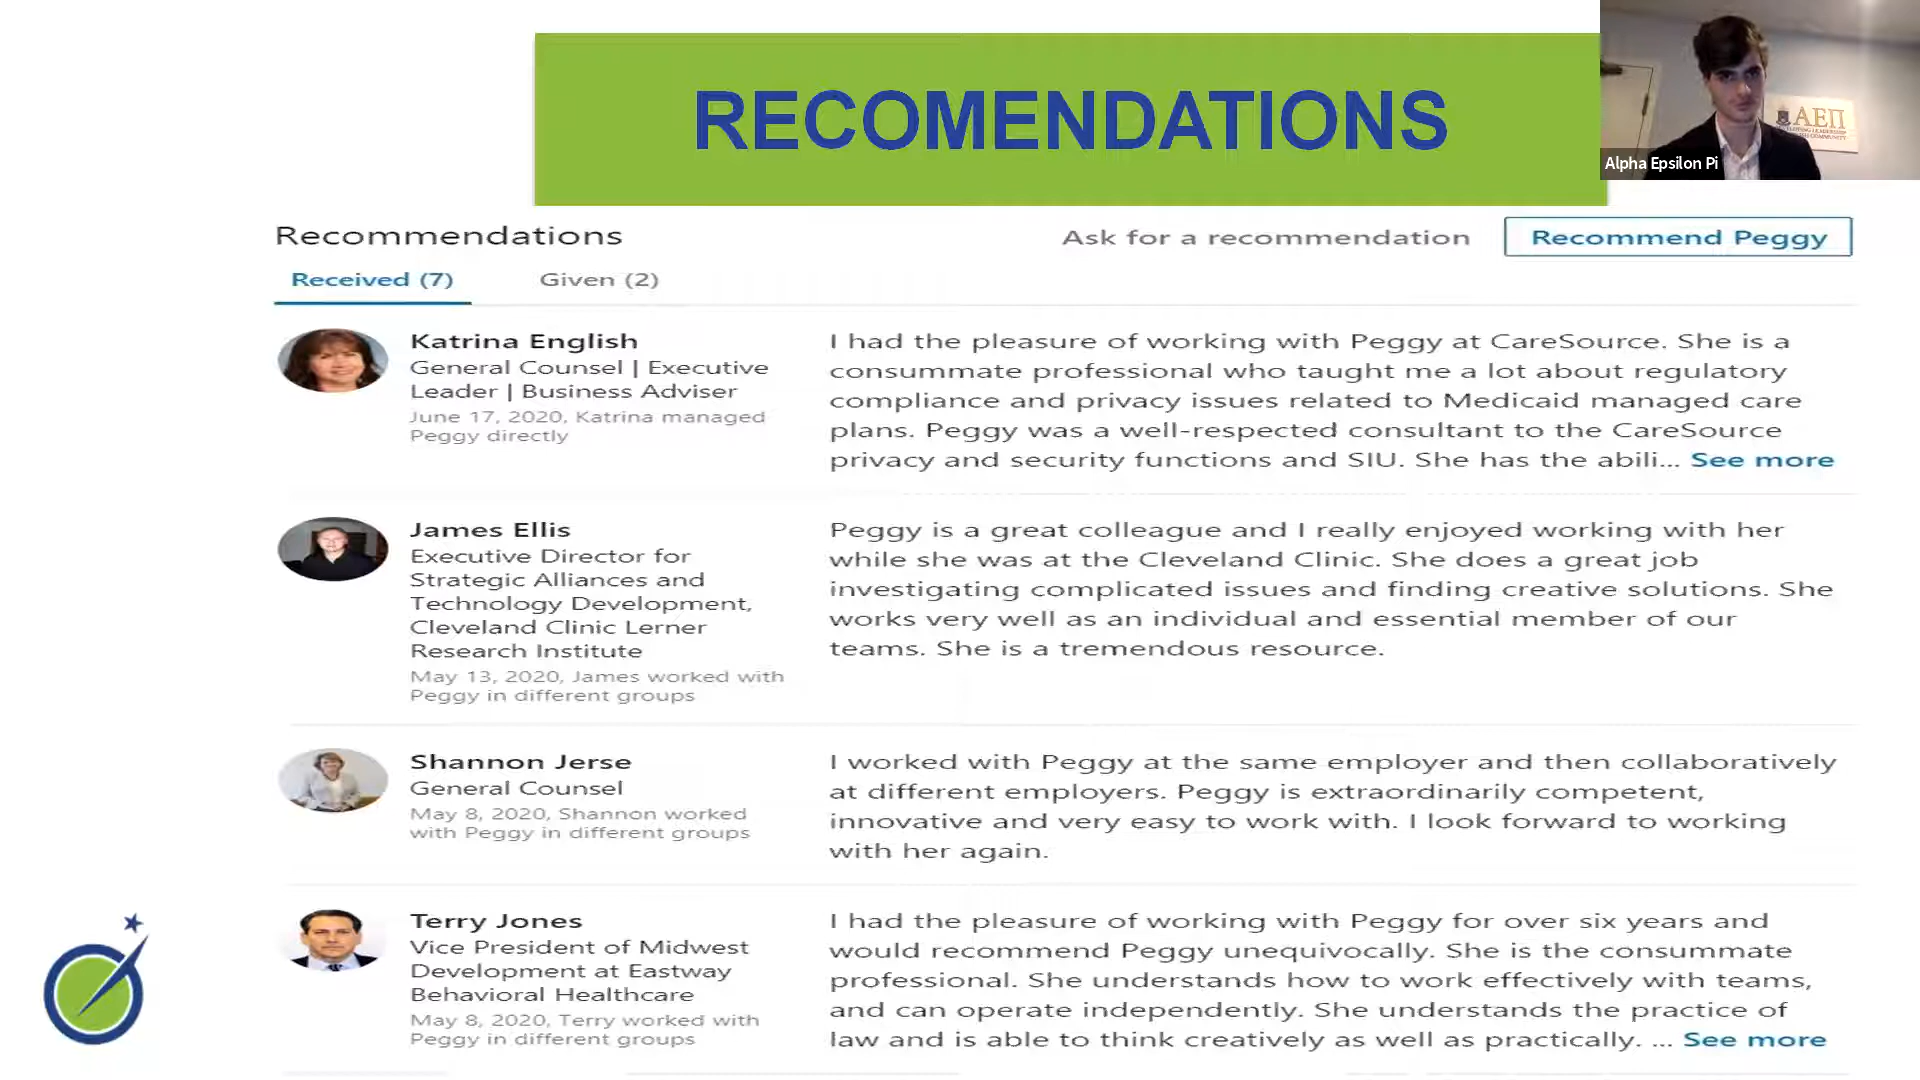 RECOMENDATIONS
ΑΕΠ
Alpha Epsilon Pi
Recommendations
Ask for a recommendation
Recommend Peggy
Received (7)
Given (2)
Katrina English
General Counsel | Executive
Leader | Business Adviser
June 17, 2020, Katrina managed
Peggy directly
I had the pleasure of working with Peggy at CareSource. She is a
consummate professional who taught me a lot about regulatory
compliance and privacy issues related to Medicaid managed care
plans. Peggy was a well-respected consultant to the CareSource
privacy and security functions and SIU. She has the abili... See more
James Ellis
Executive Director for
Strategic Alliances and
Technology Development,
Cleveland Clinic Lerner
Research Institute
May 13, 2020, James worked with
Peggy in different groups
Peggy is a great colleague and I really enjoyed working with her
while she was at the Cleveland Clinic. She does a great job
investigating complicated issues and finding creative solutions. She
works very well as an individual and essential member of our
teams. She is a tremendous resource.
Shannon Jerse
General Counsel
May 8, 2020, Shannon worked
with Peggy in different groups
I worked with Peggy at the same employer and then collaboratively
at different employers. Peggy is extraordinarily competent,
innovative and very easy to work with. I look forward to working
with her again.
Terry Jones
Vice President of Midwest
Development at Eastway
Behavioral Healthcare
May 8, 2020, Terry worked with
Peggy in different groups
I had the pleasure of working with Peggy for over six years and
would recommend Peggy unequivocally. She is the consummate
professional. She understands how to work effectively with teams,
and can operate independently. She understands the practice of
law and is able to think creatively as well as practically. ... See more